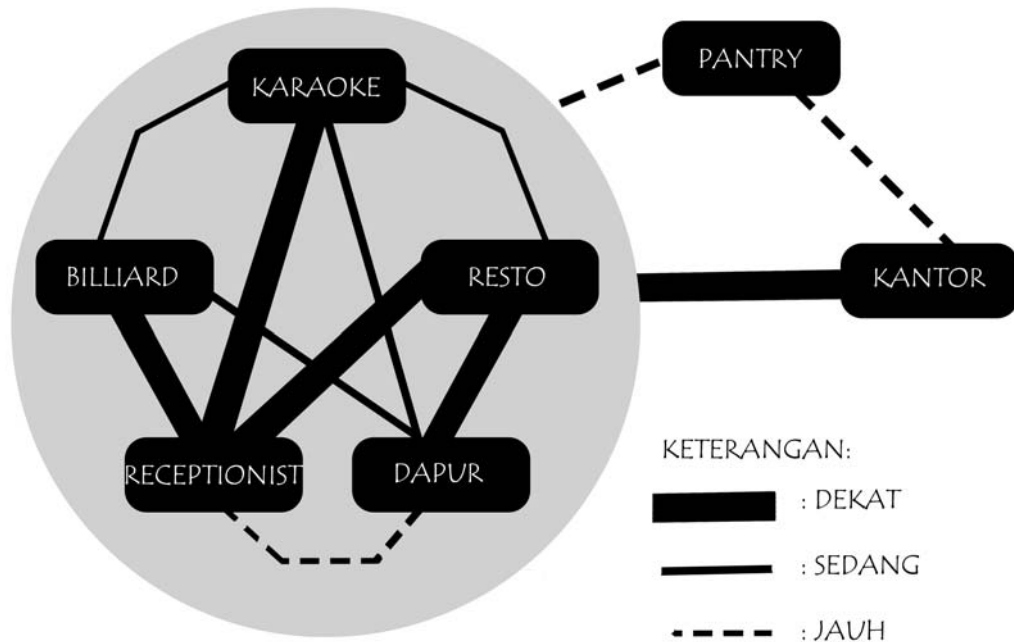 KARAOKE
PANTRY
BILLIARD
RESTO
KANTOR
RECEPTIONIST
DAPUR
KETERANGAN:
: DEKAT
: SEDANG
: JAUH